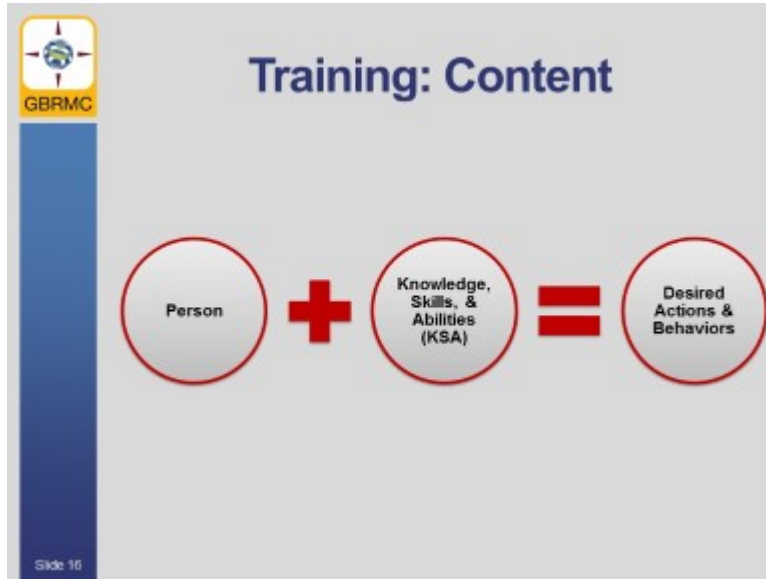 GBRMC
Training: Content
Person
Knowledge,
Skills, &
Abilities
(KSA)
Desired
Actions &
Behaviors
Slide 16